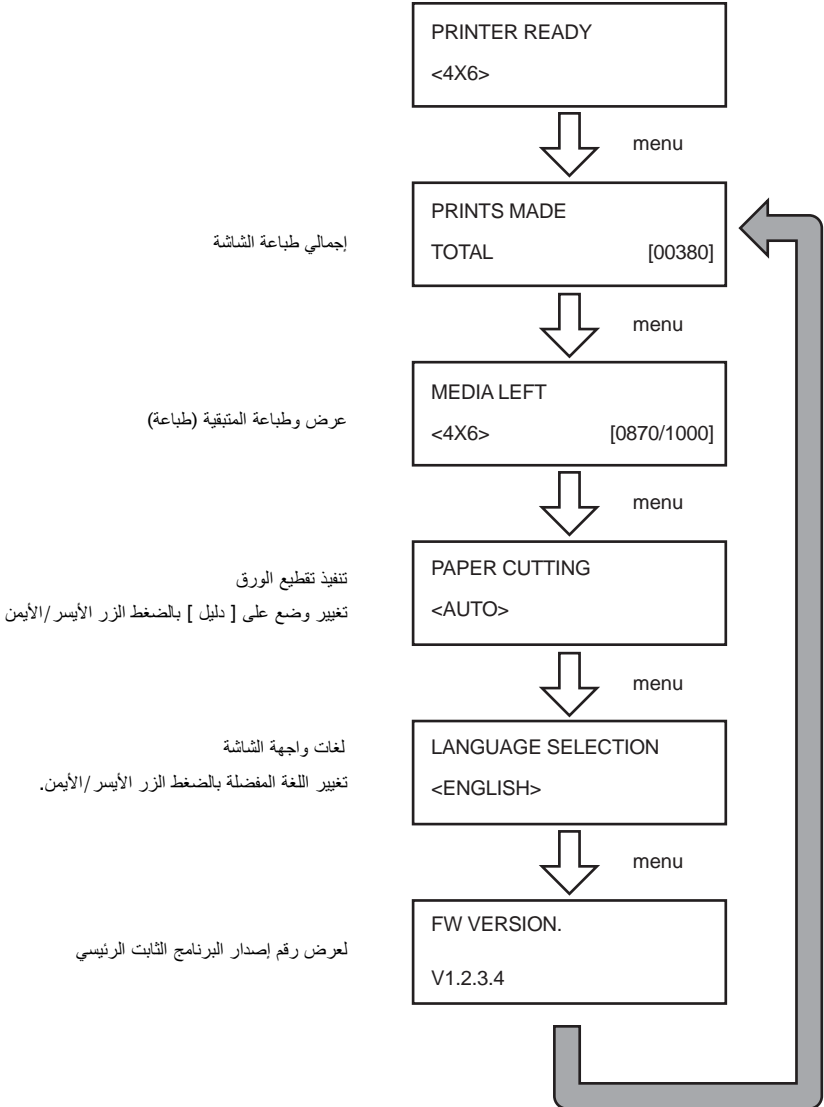 PRINTER READY
<4X6>
menu
PRINTS MADE
TOTAL [00380]
إجمالي طباعة الشاشة
menu
MEDIA LEFT
<4X6> [0870/1000]
عرض وطباعة المتبقية (طباعة)
menu
PAPER CUTTING
<AUTO>
تنفيذ تقطيع الورق
تغيير وضع على [ دليل ] بالضغط الزر الأيسر/الأيمن
menu
LANGUAGE SELECTION
<ENGLISH>
لغات واجهة الشاشة
تغيير اللغة المفضلة بالضغط الزر الأيسر/الأيمن.
menu
FW VERSION.
V1.2.3.4
لعرض رقم إصدار البرنامج الثابت الرئيسي